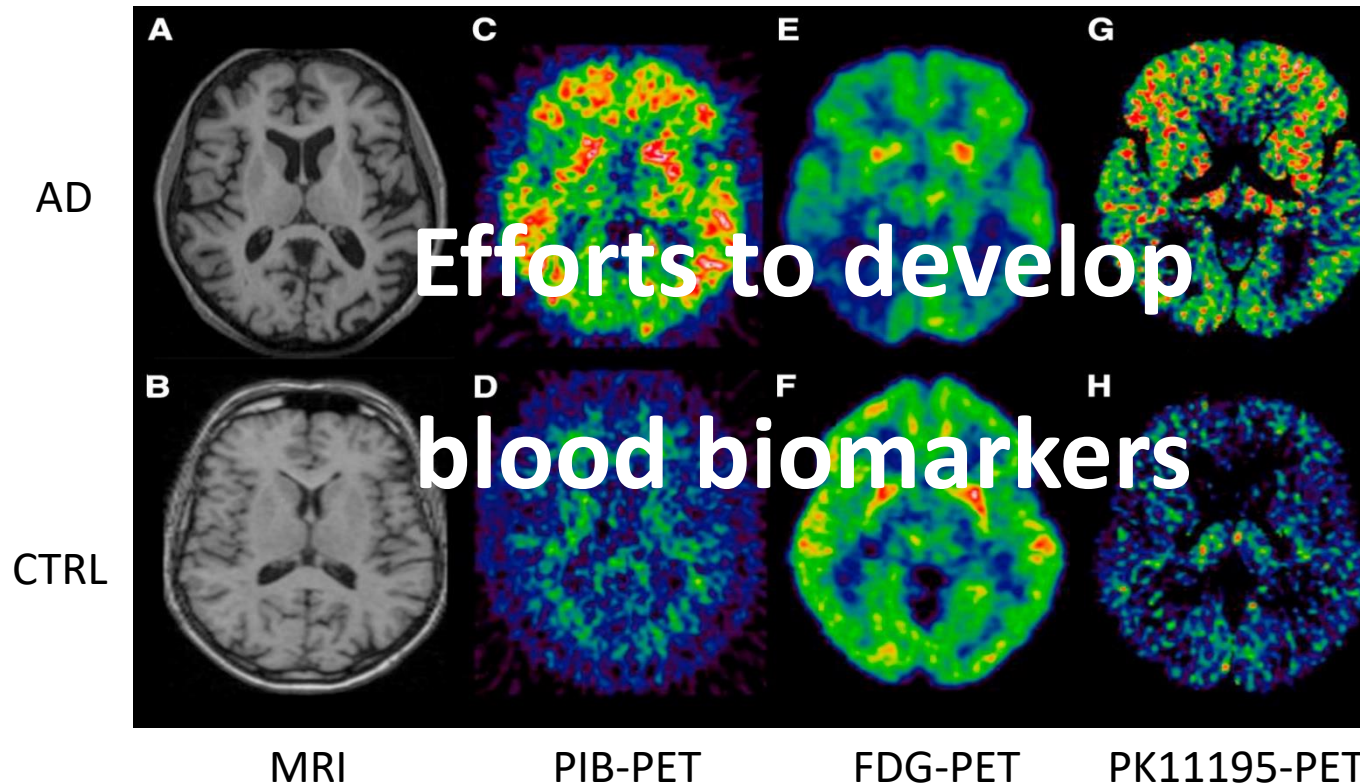 A C E G
AD
Efforts to develop
B D F H
blood biomarkers
CTRL
MRI PIB-PET FDG-PET PK11195-PET